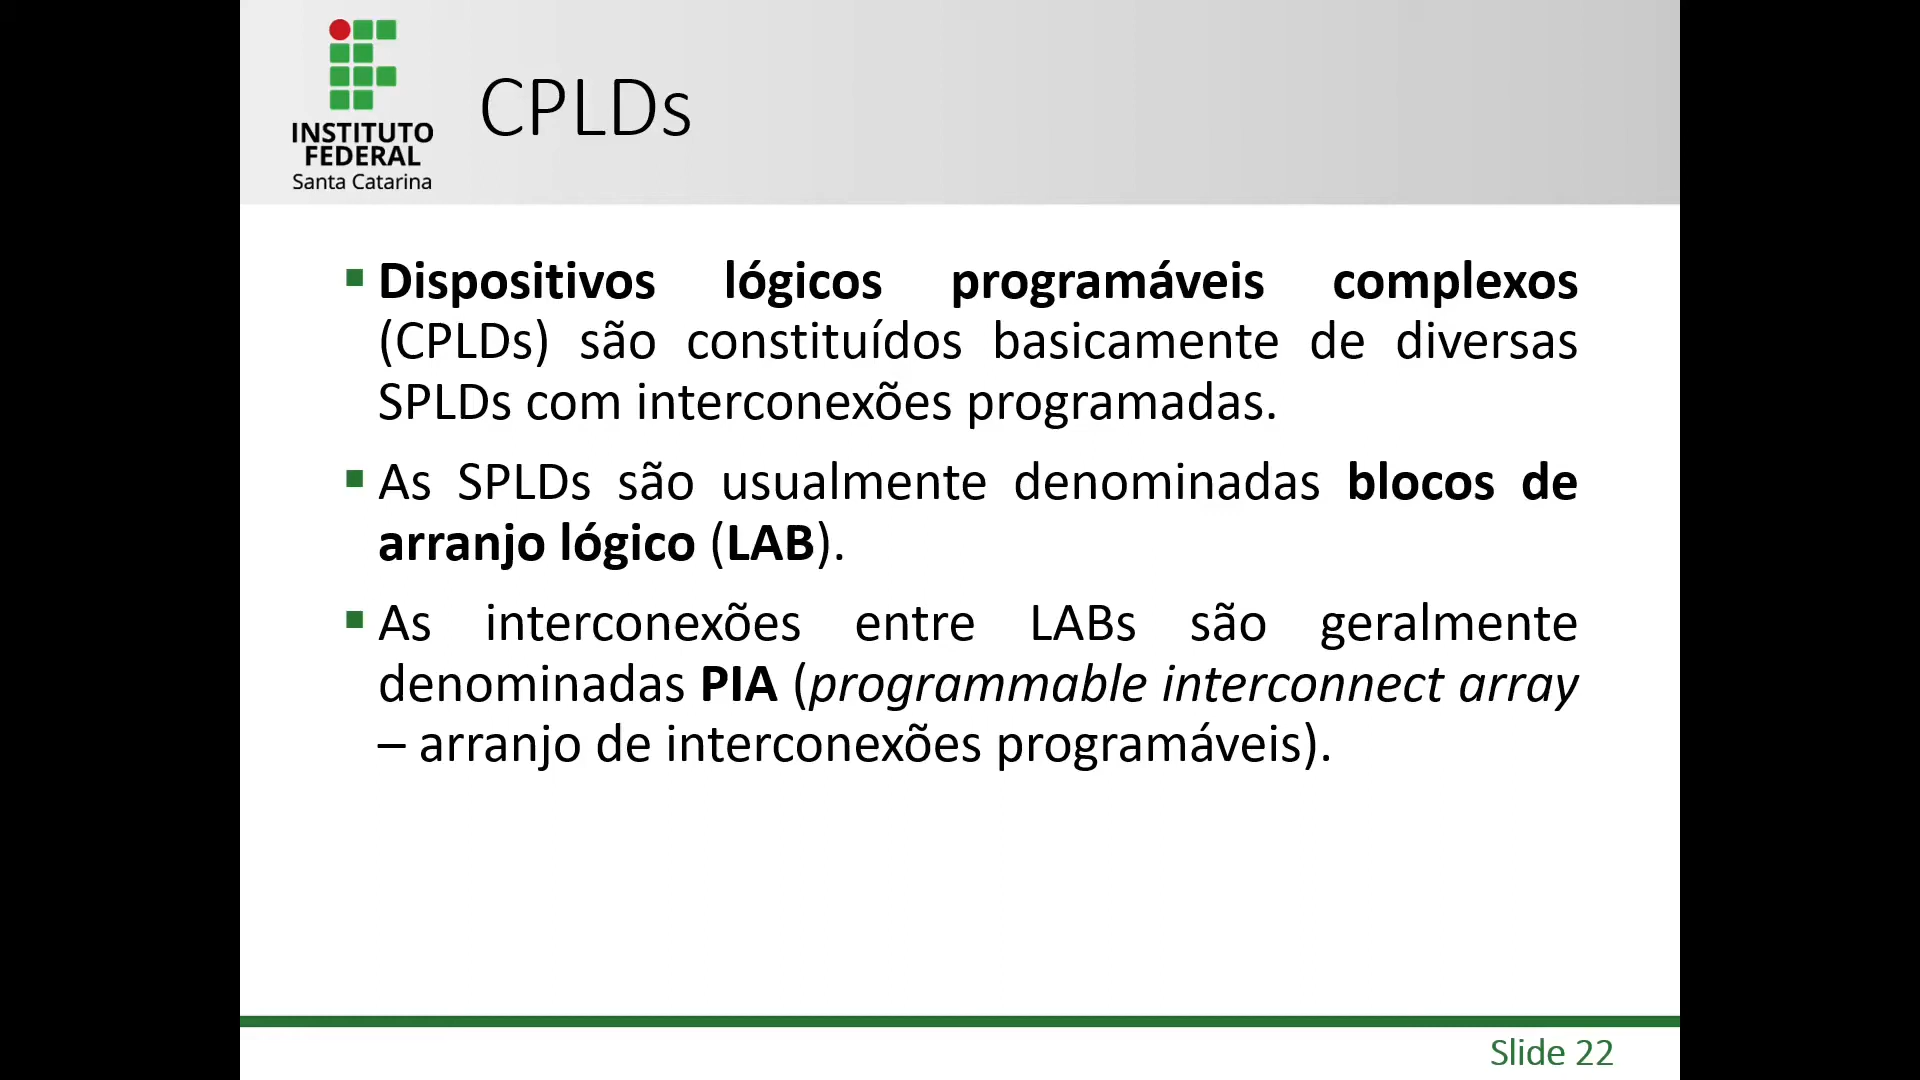 INSTITUTO
FEDERAL
Santa Catarina
CPLDs
Dispositivos lógicos programáveis complexos
(CPLDs) são constituídos basicamente de diversas
SPLDs com interconexões programadas.
As SPLDs são usualmente denominadas blocos de
arranjo lógico (LAB).
As interconexões entre LABs são geralmente
denominadas PIA (programmable interconnect array
– arranjo de interconexões programáveis).
Slide 22